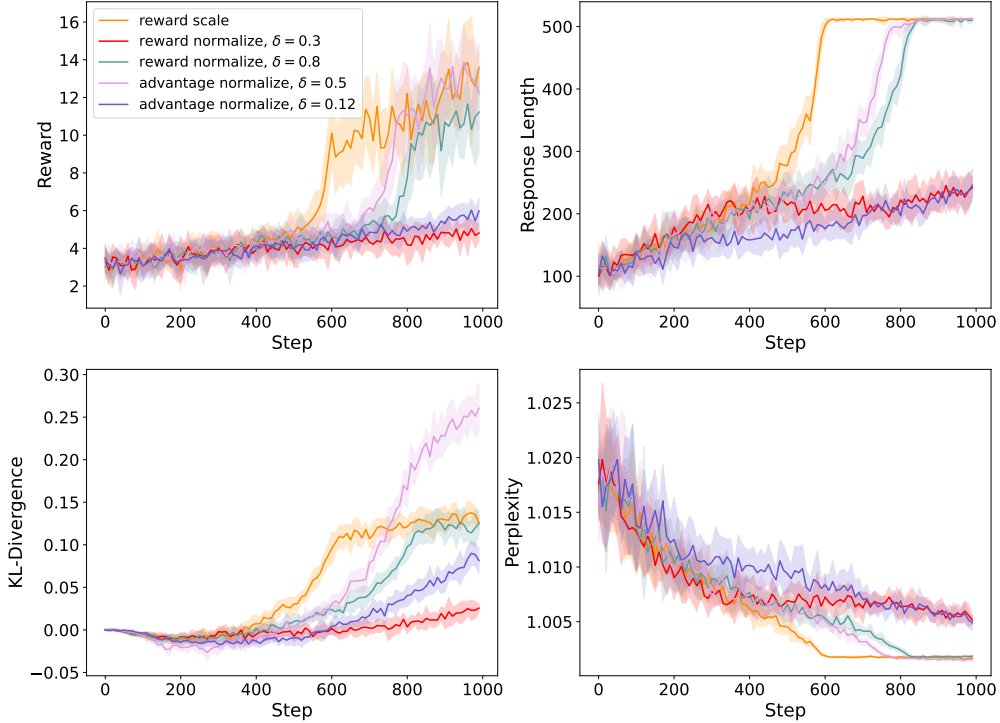 16
14
12
10
8
6
4
2
Reward
reward scale
reward normalize, δ = 0.3
reward normalize, δ = 0.8
advantage normalize, δ = 0.5
advantage normalize, δ = 0.12
0 200 400 600 800 1000
Step
500
400
300
200
100
Response Length
0 200 400 600 800 1000
Step
0.30
0.25
0.20
0.15
0.10
0.05
0.00
−0.05
KL-Divergence
0 200 400 600 800 1000
Step
1.025
1.020
1.015
1.010
1.005
Perplexity
0 200 400 600 800 1000
Step